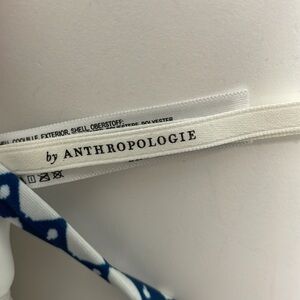 COQUILLE, EXTERIOR, SHELL, OBERSTOFF:
POLYESTER
by ANTHROPOLOGIE